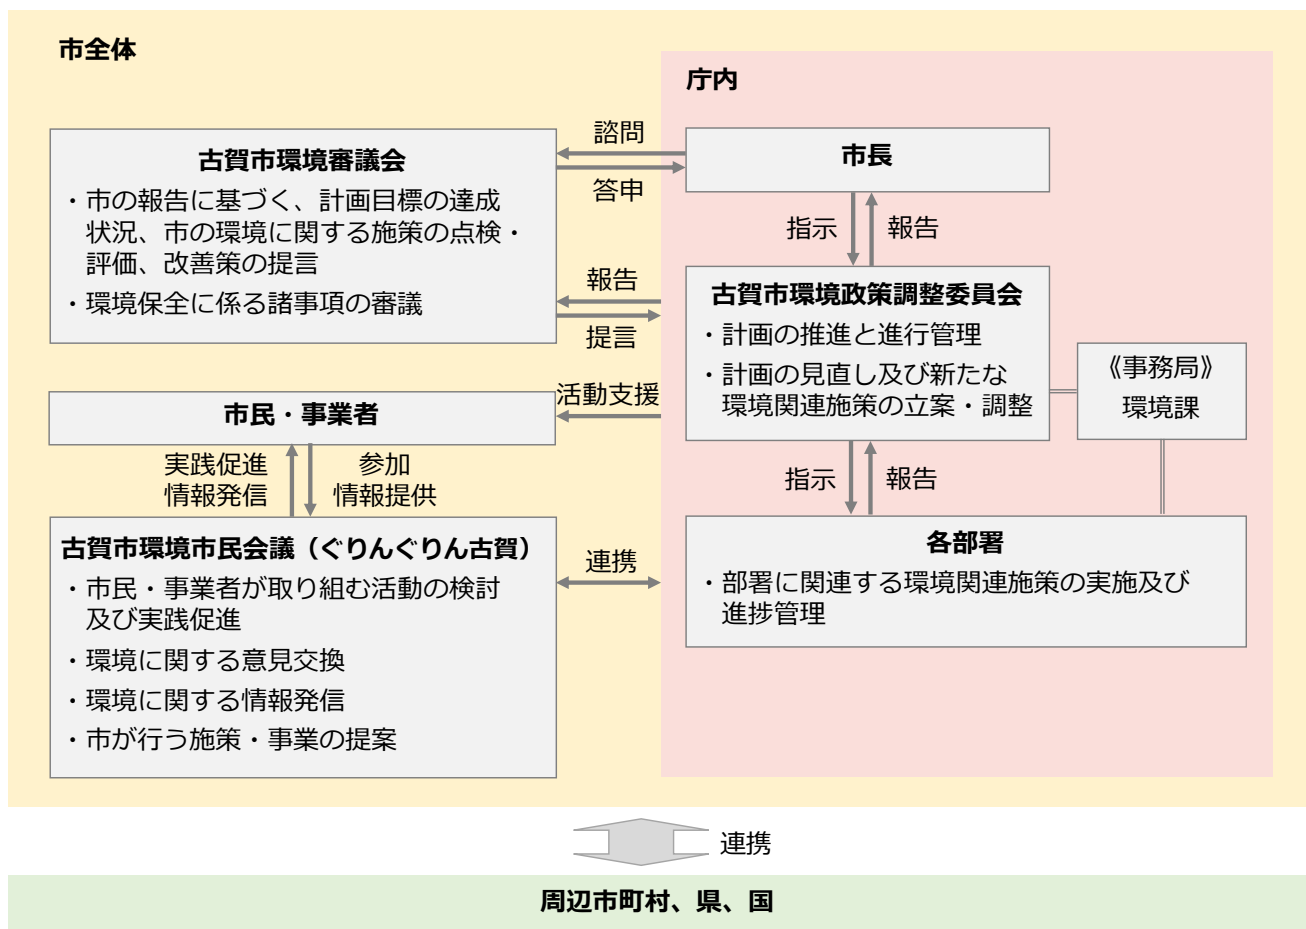 市全体
庁内
古賀市環境審議会
・市の報告に基づく、計画目標の達成
状況、市の環境に関する施策の点検・
評価、改善策の提言
・環境保全に係る諸事項の審議
諮問
答申
市長
指示
報告
報告
提言
古賀市環境政策調整委員会
・計画の推進と進行管理
・計画の見直し及び新たな
環境関連施策の立案・調整
《事務局》
環境課
市民・事業者
活動支援
実践促進
情報発信
参加
情報提供
指示
報告
古賀市環境市民会議（ぐりんぐりん古賀）
・市民・事業者が取り組む活動の検討
及び実践促進
・環境に関する意見交換
・環境に関する情報発信
・市が行う施策・事業の提案
連携
各部署
・部署に関連する環境関連施策の実施及び
進捗管理
連携
周辺市町村、県、国